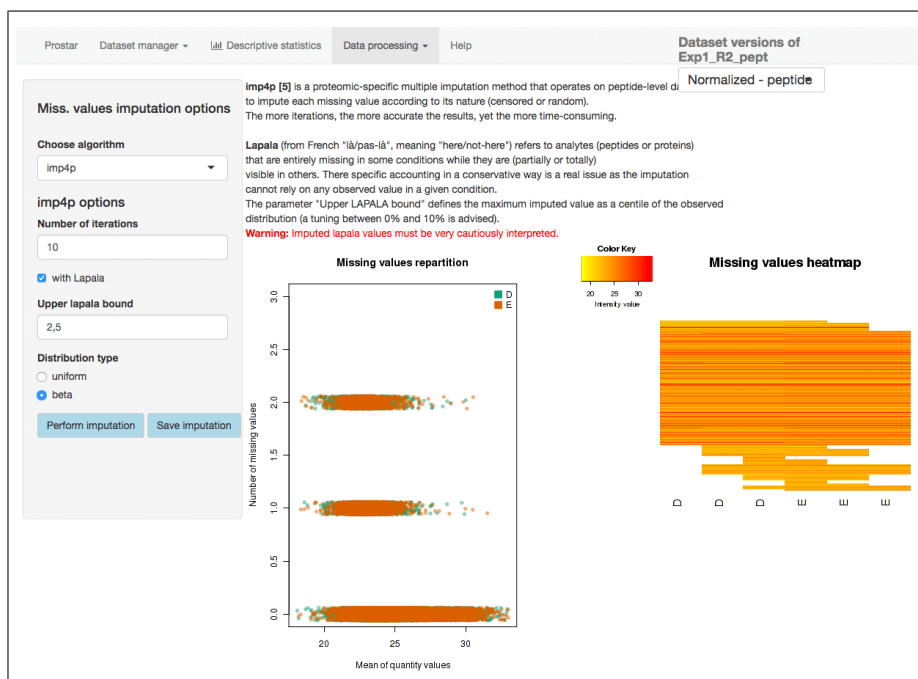 Prostar Dataset manager Descriptive statistics Data processing Help
Dataset versions of
Exp1_R2_pept
Normalized - peptide
Miss. values imputation options
Choose algorithm
imp4p
imp4p options
Number of iterations
10
with Lapala
Upper lapala bound
2,5
Distribution type
uniform
beta
Perform imputation Save imputation
imp4p [5] is a proteomic-specific multiple imputation method that operates on peptide-level
to impute each missing value according to its nature (censored or random).
The more iterations, the more accurate the results, yet the more time-consuming.
Lapala (from French "là/pas-là", meaning "here/not-here") refers to analytes (peptides or proteins)
that are entirely missing in some conditions while they are (partially or totally)
visible in others. There specific accounting in a conservative way is a real issue as the imputation
cannot rely on any observed value in a given condition.
The parameter "Upper LAPALA bound" defines the maximum imputed value as a centile of the observed
distribution (a tuning between 0% and 10% is advised).
Warning: Imputed lapala values must be very cautiously interpreted.
Missing values repartition
D
E
3.0
2.5
2.0
1.5
1.0
0.5
0.0
Number of missing values
20 25 30
Mean of quantity values
Color Key
20 25 30
Intensity value
Missing values heatmap
D D D E E E